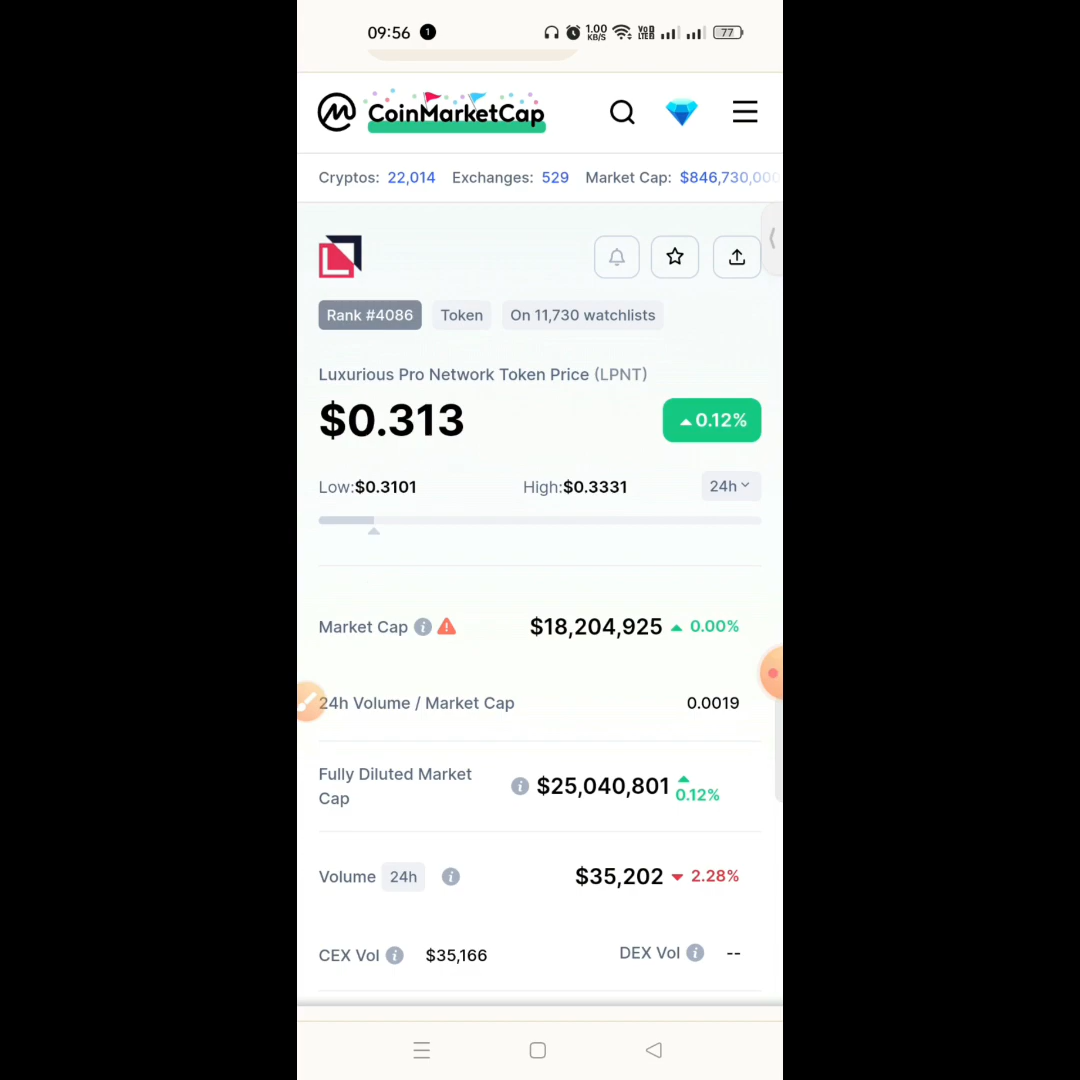 09:56 1 1.00 KB/S VoD LTE 77
CoinMarketCap
Cryptos: 22,014 Exchanges: 529 Market Cap: $846,730,000
Rank #4086 Token On 11,730 watchlists
Luxurious Pro Network Token Price (LPNT)
$0.313 0.12%
Low:$0.3101 High:$0.3331 24h
Market Cap $18,204,925 0.00%
24h Volume / Market Cap 0.0019
Fully Diluted Market
Cap $25,040,801 0.12%
Volume 24h $35,202 2.28%
CEX Vol $35,166 DEX Vol --